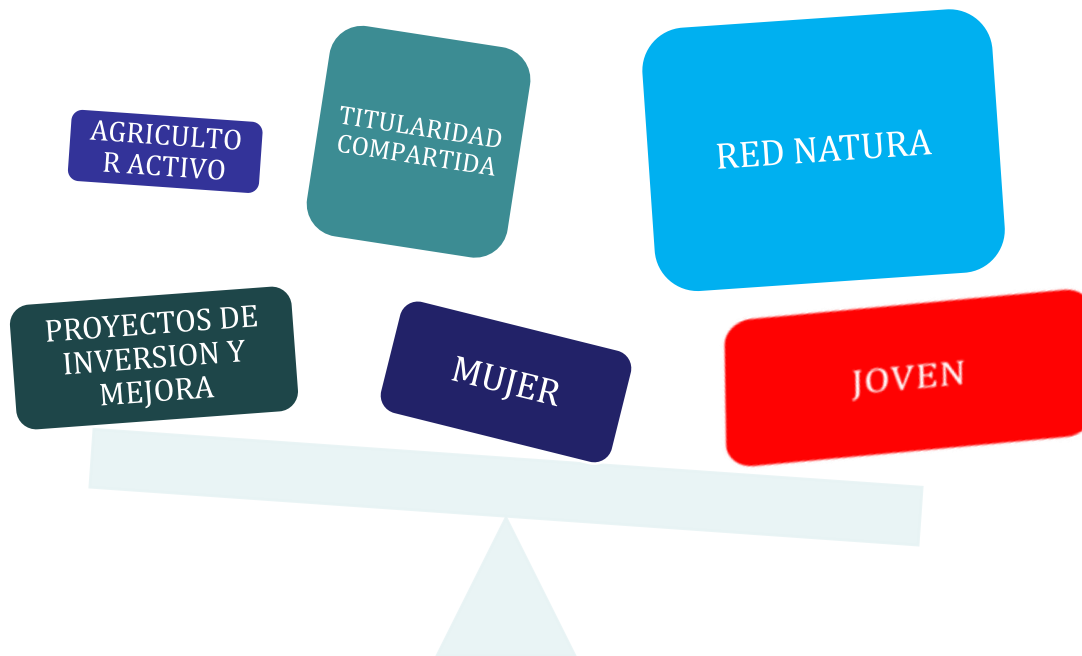 AGRICULTO
R ACTIVO
TITULARIDAD
COMPARTIDA
RED NATURA
PROYECTOS DE
INVERSION Y
MEJORA
MUJER
JOVEN